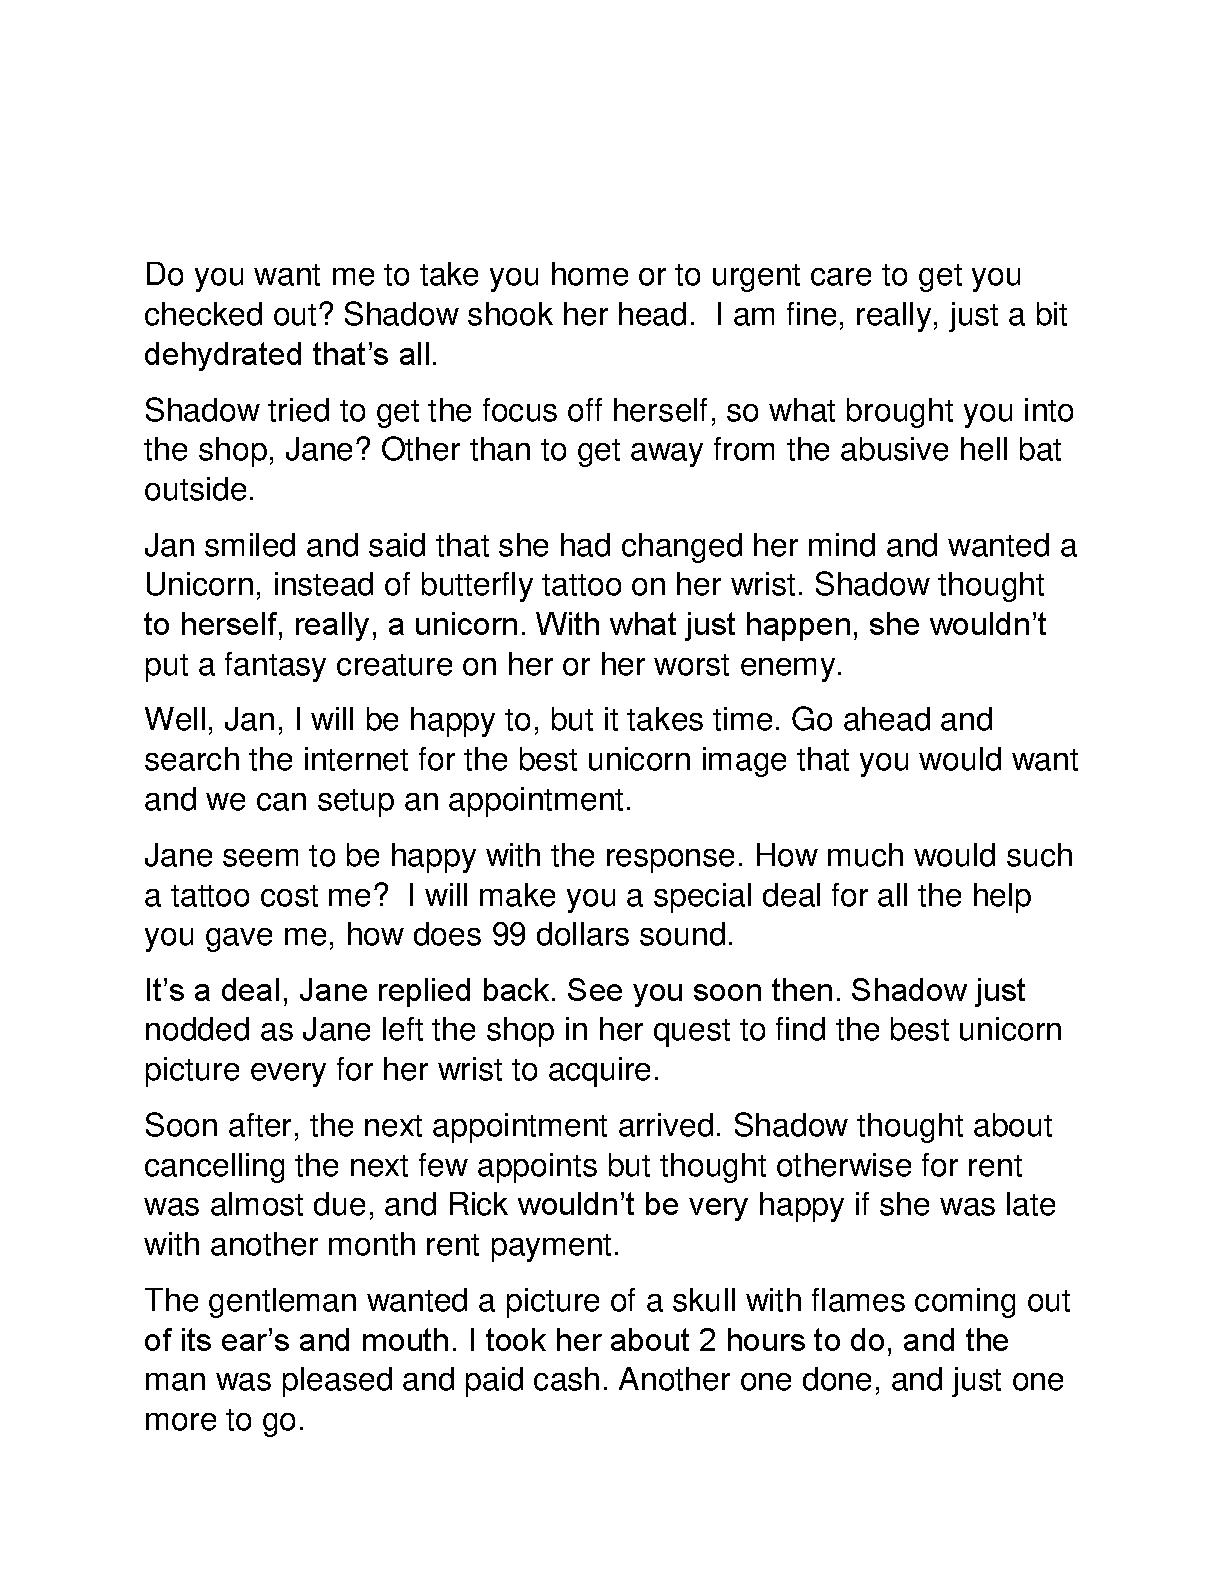 Do you want me to take you home or to urgent care to get you
checked out? Shadow shook her head.  I am fine, really, just a bit
dehydrated that’s all.
Shadow tried to get the focus off herself, so what brought you into
the shop, Jane? Other than to get away from the abusive hell bat
outside.
Jan smiled and said that she had changed her mind and wanted a
Unicorn, instead of butterfly tattoo on her wrist. Shadow thought
to herself, really, a unicorn. With what just happen, she wouldn’t
put a fantasy creature on her or her worst enemy.
Well, Jan, I will be happy to, but it takes time. Go ahead and
search the internet for the best unicorn image that you would want
and we can setup an appointment.
Jane seem to be happy with the response. How much would such
a tattoo cost me?  I will make you a special deal for all the help
you gave me, how does 99 dollars sound.
It’s a deal, Jane replied back. See you soon then. Shadow just
nodded as Jane left the shop in her quest to find the best unicorn
picture every for her wrist to acquire.
Soon after, the next appointment arrived. Shadow thought about
cancelling the next few appoints but thought otherwise for rent
was almost due, and Rick wouldn’t be very happy if she was late
with another month rent payment.
The gentleman wanted a picture of a skull with flames coming out
of its ear’s and mouth. I took her about 2 hours to do, and the
man was pleased and paid cash. Another one done, and just one
more to go.